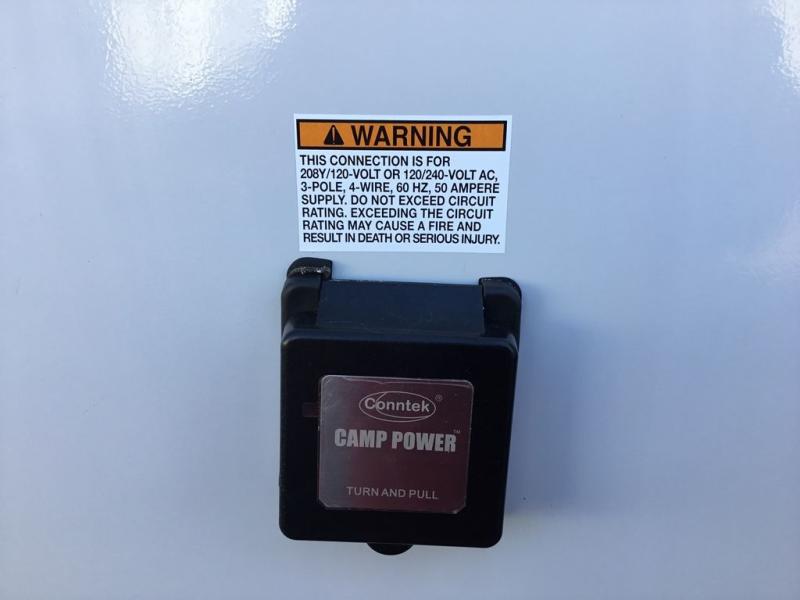 WARNING
THIS CONNECTION IS FOR
208Y/120-VOLT OR 120/240-VOLT AC,
3-POLE, 4-WIRE, 60 HZ, 50 AMPERE
SUPPLY. DO NOT EXCEED CIRCUIT
RATING. EXCEEDING THE CIRCUIT
RATING MAY CAUSE A FIRE AND
RESULT IN DEATH OR SERIOUS INJURY.
Conntek®
CAMP POWER™
TURN AND PULL